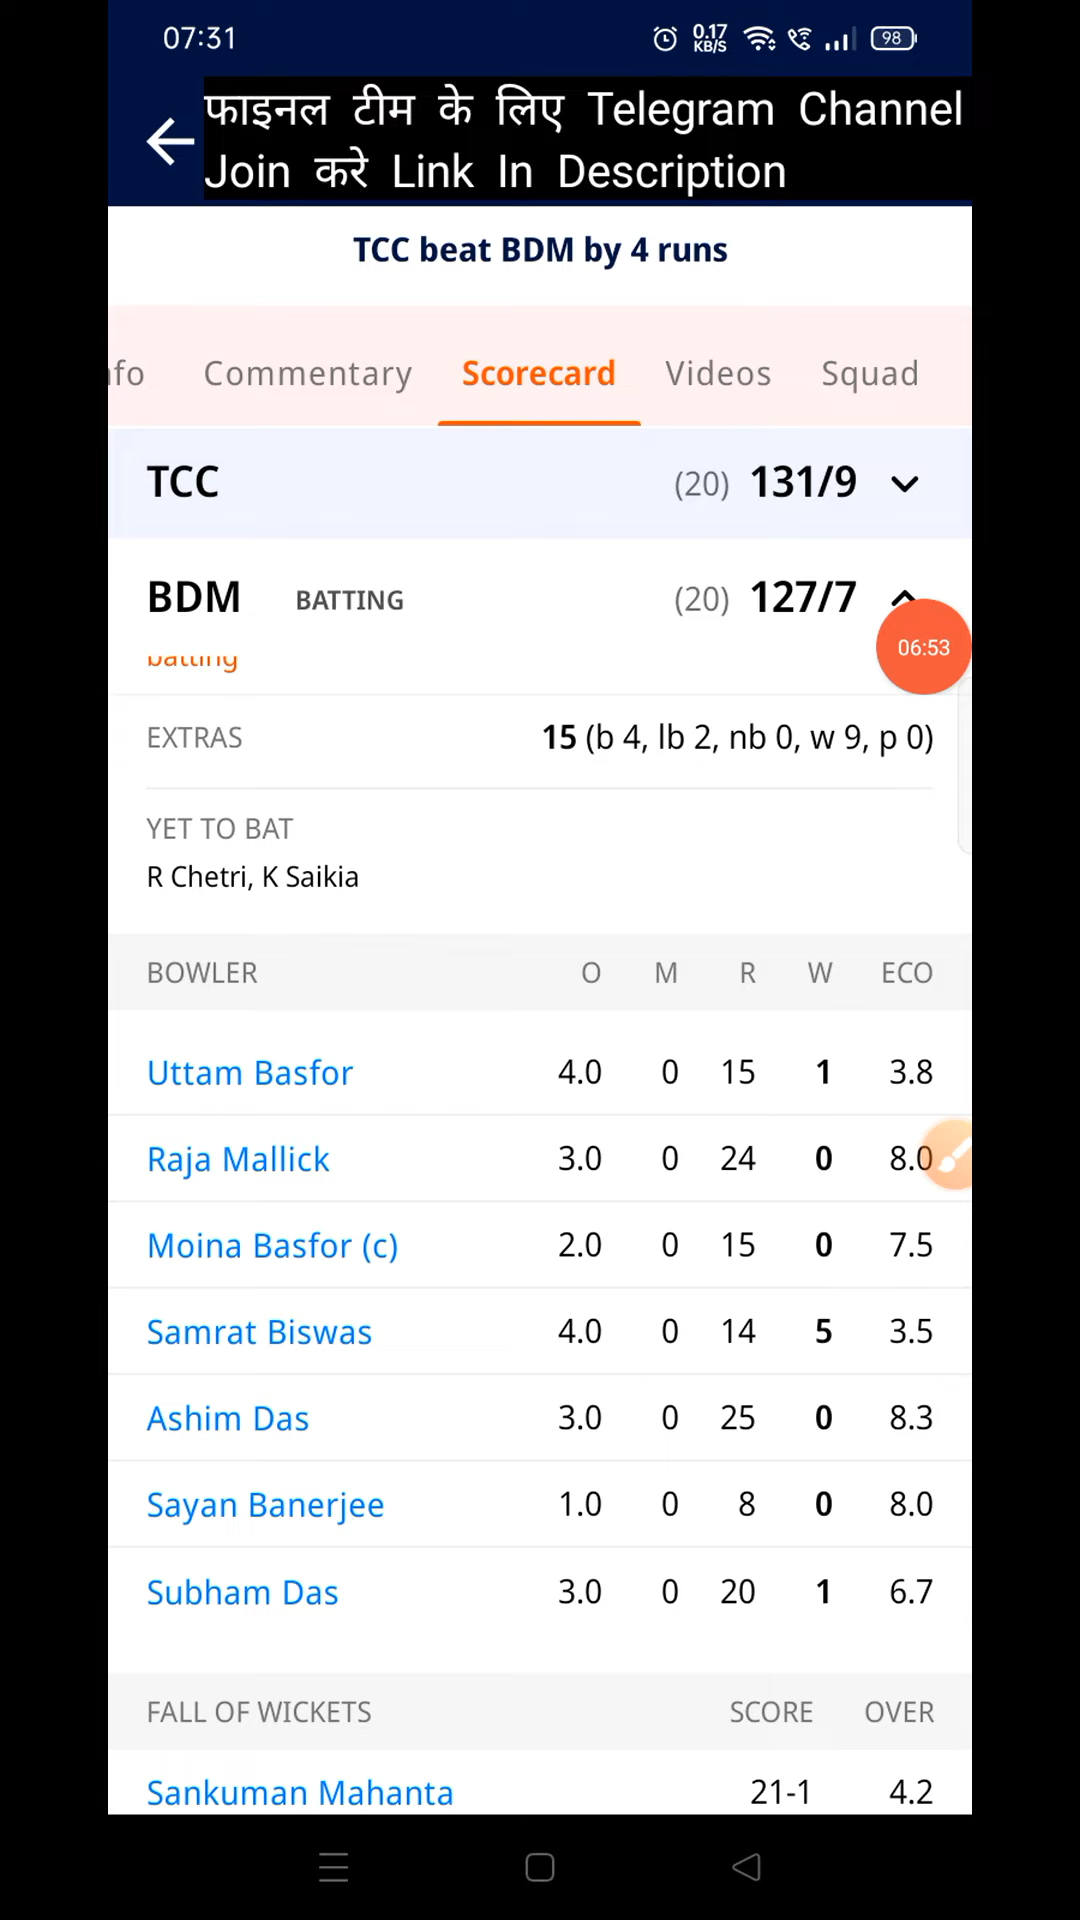 07:31 0.17 KB/S 98
फाइनल टीम के लिए Telegram Channel
Join करे Link In Description
TCC beat BDM by 4 runs
nfo Commentary Scorecard Videos Squad
TCC (20) 131/9
BDM BATTING (20) 127/7
batting 06:53
EXTRAS 15 (b 4, lb 2, nb 0, w 9, p 0)
YET TO BAT
R Chetri, K Saikia
BOWLER O M R W ECO
Uttam Basfor 4.0 0 15 1 3.8
Raja Mallick 3.0 0 24 0 8.0
Moina Basfor (c) 2.0 0 15 0 7.5
Samrat Biswas 4.0 0 14 5 3.5
Ashim Das 3.0 0 25 0 8.3
Sayan Banerjee 1.0 0 8 0 8.0
Subham Das 3.0 0 20 1 6.7
FALL OF WICKETS SCORE OVER
Sankuman Mahanta 21-1 4.2